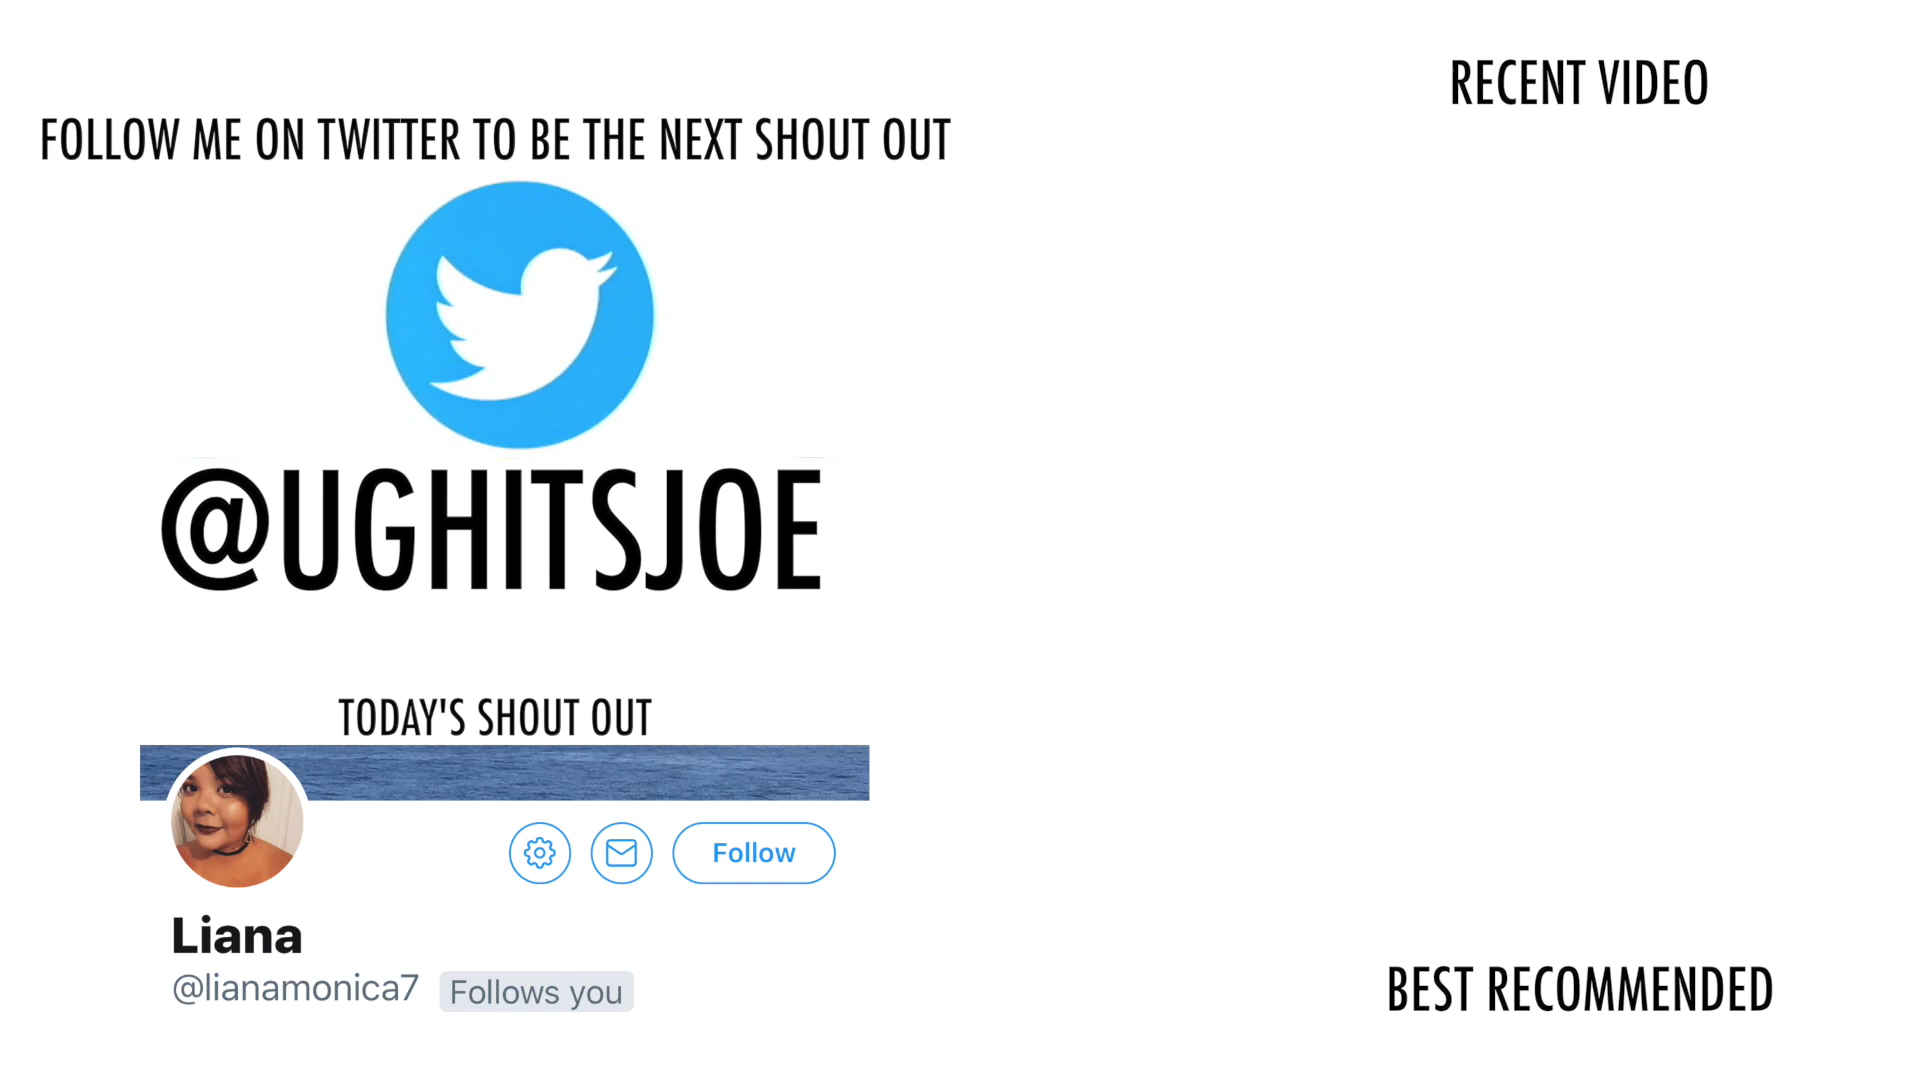 RECENT VIDEO
FOLLOW ME ON TWITTER TO BE THE NEXT SHOUT OUT
@UGHITSJOE
TODAY'S SHOUT OUT
Follow
Liana
@lianamonica7 Follows you
BEST RECOMMENDED